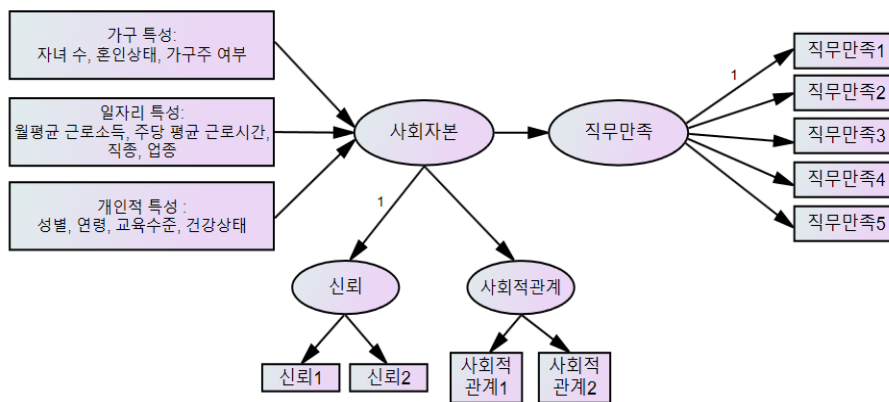 가구 특성:
자녀 수, 혼인상태, 가구주 여부
일자리 특성:
월평균 근로소득, 주당 평균 근로시간,
직종, 업종
개인적 특성 :
성별, 연령, 교육수준, 건강상태
사회자본
직무만족
1
직무만족1
직무만족2
직무만족3
직무만족4
직무만족5
1
신뢰
사회적관계
신뢰1
신뢰2
사회적
관계1
사회적
관계2